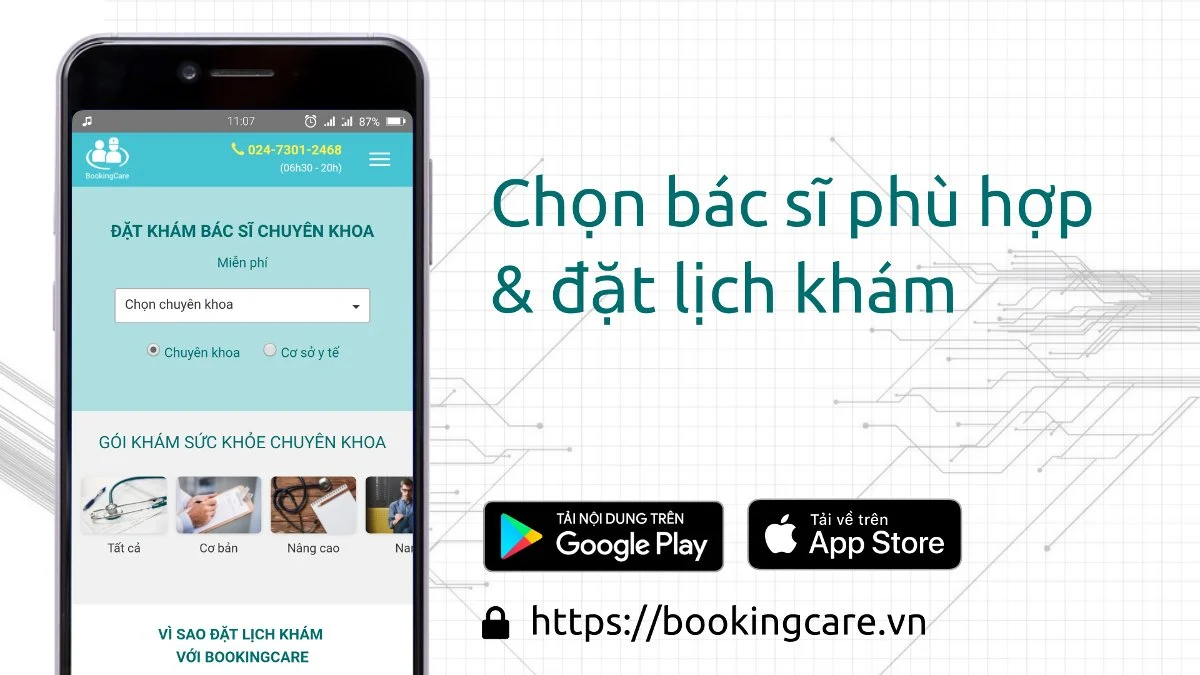 11:07
87%
BookingCare
024-7301-2468
(06h30 - 20h)
ĐẶT KHÁM BÁC SĨ CHUYÊN KHOA
Miễn phí
Chọn chuyên khoa
Chuyên khoa
Cơ sở y tế
GÓI KHÁM SỨC KHỎE CHUYÊN KHOA
Tất cả
Cơ bản
Nâng cao
VÌ SAO ĐẶT LỊCH KHÁM
VỚI BOOKINGCARE
Chọn bác sĩ phù hợp
& đặt lịch khám
TẢI NỘI DUNG TRÊN
Google Play
Tải về trên
App Store
https://bookingcare.vn